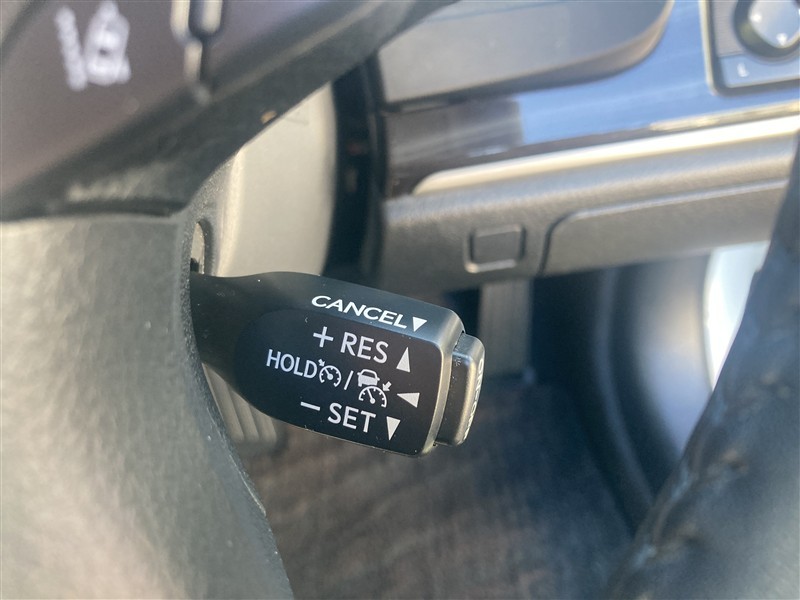 CANCEL
+ RES
HOLD /
− SET
L